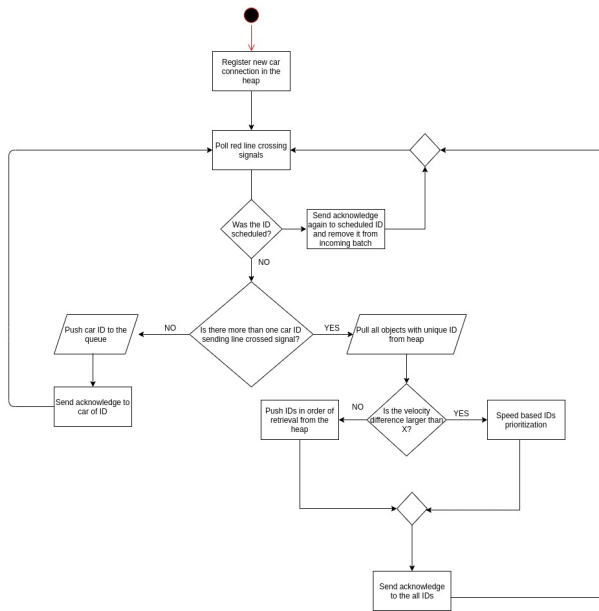 Register new car
connection in the
heap
Poll red line crossing
signals
Was the ID
scheduled?
Send acknowledge
again to scheduled ID
and remove it from
incoming batch
NO
Is there more than one car ID
sending line crossed signal?
NO
YES
Push car ID to the
queue
Pull all objects with unique ID
from heap
Send acknowledge to
car of ID
Is the velocity
difference larger than
X?
NO
YES
Push IDs in order of
retrieval from the
heap
Speed based IDs
prioritization
Send acknowledge
to the all IDs